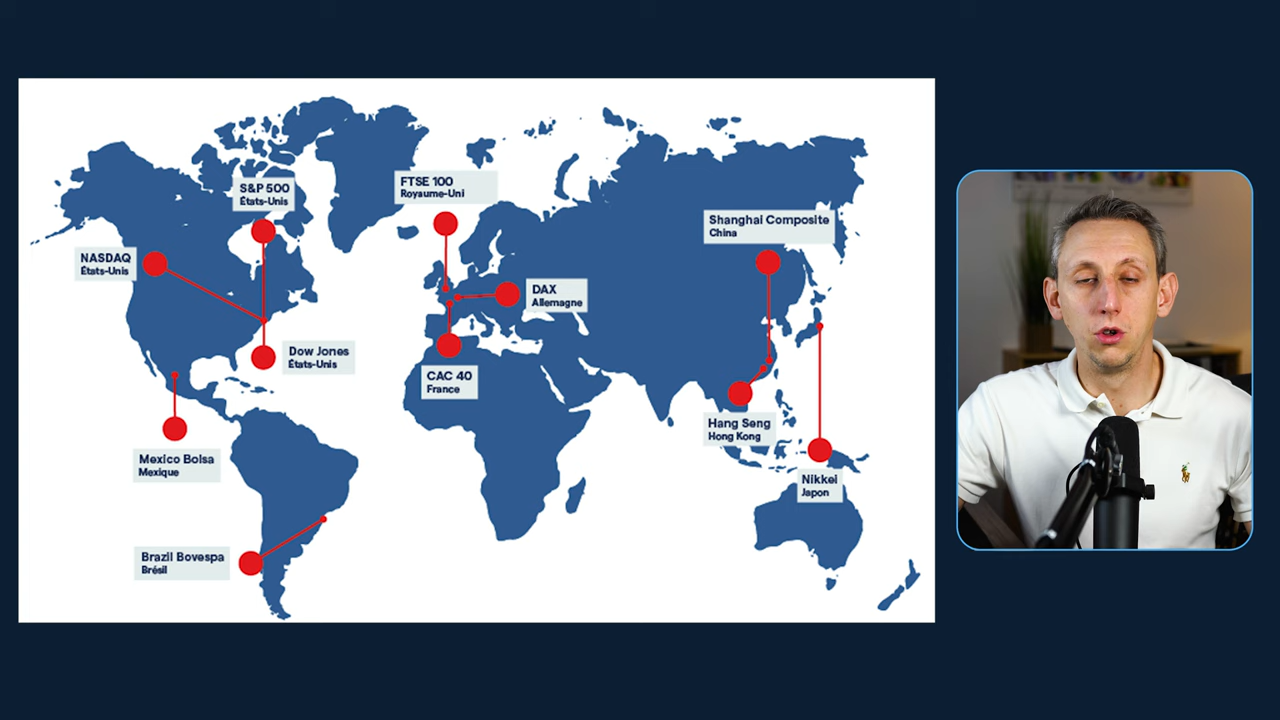 S&P 500
États-Unis
FTSE 100
Royaume-Uni
Shanghai Composite
China
NASDAQ
États-Unis
DAX
Allemagne
Dow Jones
États-Unis
CAC 40
France
Hang Seng
Hong Kong
Mexico Bolsa
Mexique
Nikkei
Japon
Brazil Bovespa
Brésil